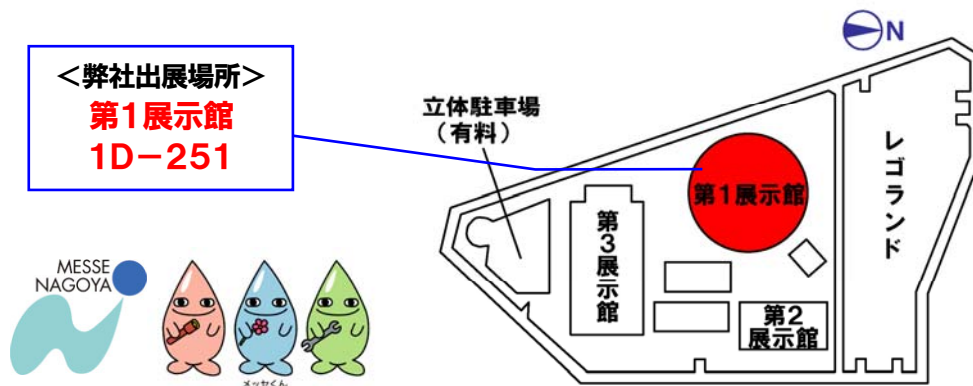 ＜弊社出展場所＞
第1展示館
1D－251
N
立体駐車場
（有料）
第1展示館
レゴランド
第3展示館
第2
展示館
MESSE
NAGOYA
メッセくん